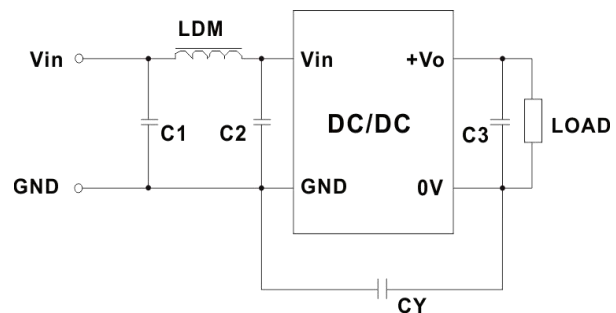 LDM
Vin
Vin
+Vo
C1
C2
DC/DC
C3
LOAD
GND
GND
0V
CY